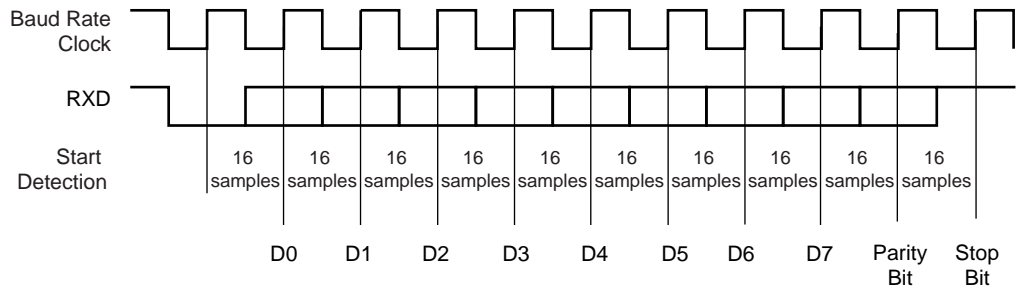 Baud Rate
Clock
RXD
Start
Detection
16 16 16 16 16 16 16 16 16 16
samples samples samples samples samples samples samples samples samples samples
D0 D1 D2 D3 D4 D5 D6 D7 Parity Stop
Bit Bit